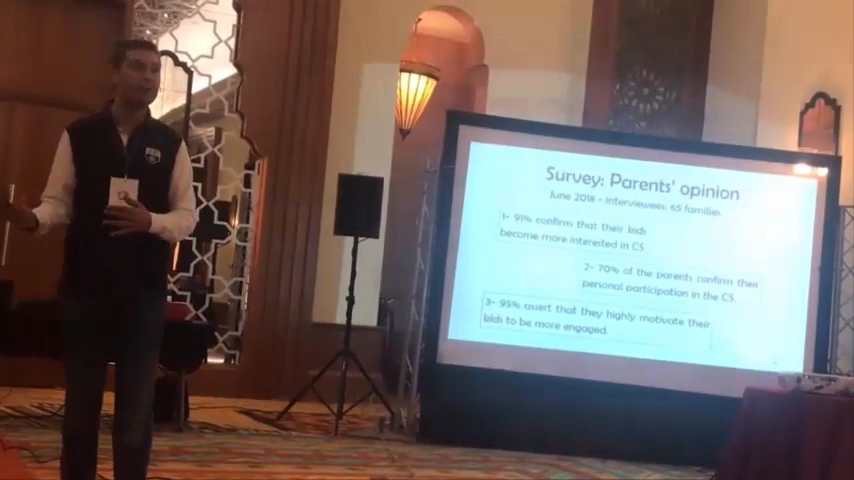 Survey: Parents' opinion
June 2018 - Interviewees: 65 families.
1- 91% confirm that their kids
become more interested in CS
2- 70% of the parents confirm their
personal participation in the CS.
3- 95% assert that they highly motivate their
kids to be more engaged.